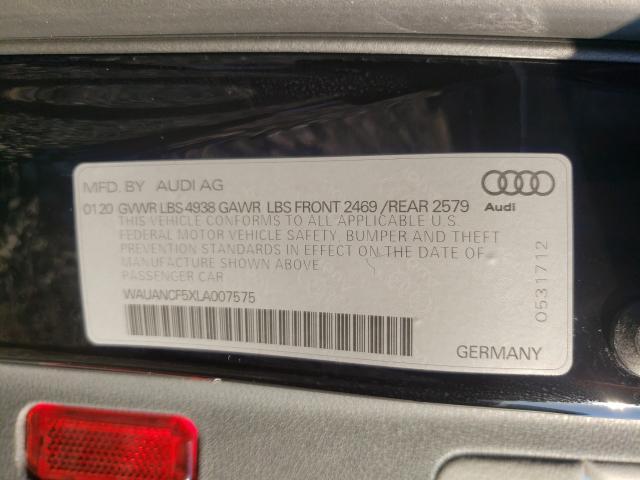 MFD. BY AUDI AG
0120 GVWR LBS 4938 GAWR LBS FRONT 2469 /REAR 2579
THIS VEHICLE CONFORMS TO ALL APPLICABLE U.S.
FEDERAL MOTOR VEHICLE SAFETY, BUMPER AND THEFT
PREVENTION STANDARDS IN EFFECT ON THE DATE OF
MANUFACTURE SHOWN ABOVE.
PASSENGER CAR
WAUANCF5XLA007575
GERMANY
Audi
0531712